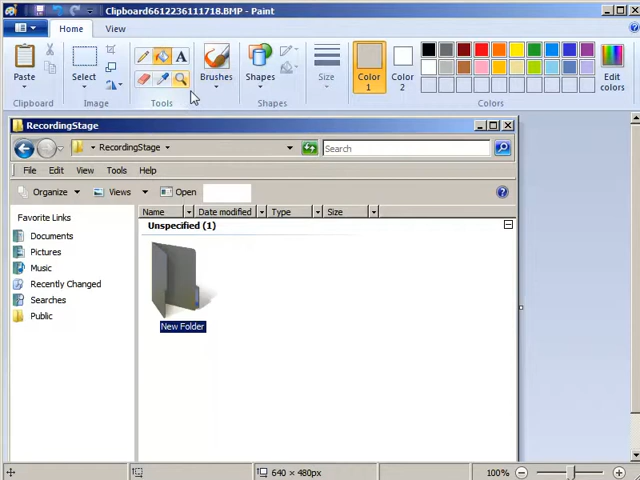 Clipboard6612236111718.BMP - Paint
Home View
Paste Select A Brushes Shapes Size Color 1 Color 2 Edit colors
Clipboard Image Tools Shapes Colors
RecordingStage
RecordingStage Search
File Edit View Tools Help
Organize Views Open
Favorite Links Name Date modified Type Size
Unspecified (1)
Documents
Pictures
Music
Recently Changed
Searches
Public
New Folder
640 × 480px 100%